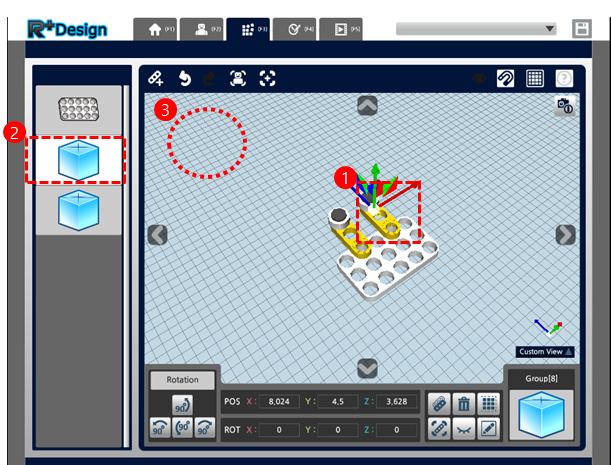 R+Design
(F1)
(F2)
(F3)
(F4)
(F5)
?
3
2
1
Custom View
Rotation
Group[8]
90°
POS X: 8.024 Y: 4.5 Z: 3.628
90° 90° 90°
ROT X: 0 Y: 0 Z: 0